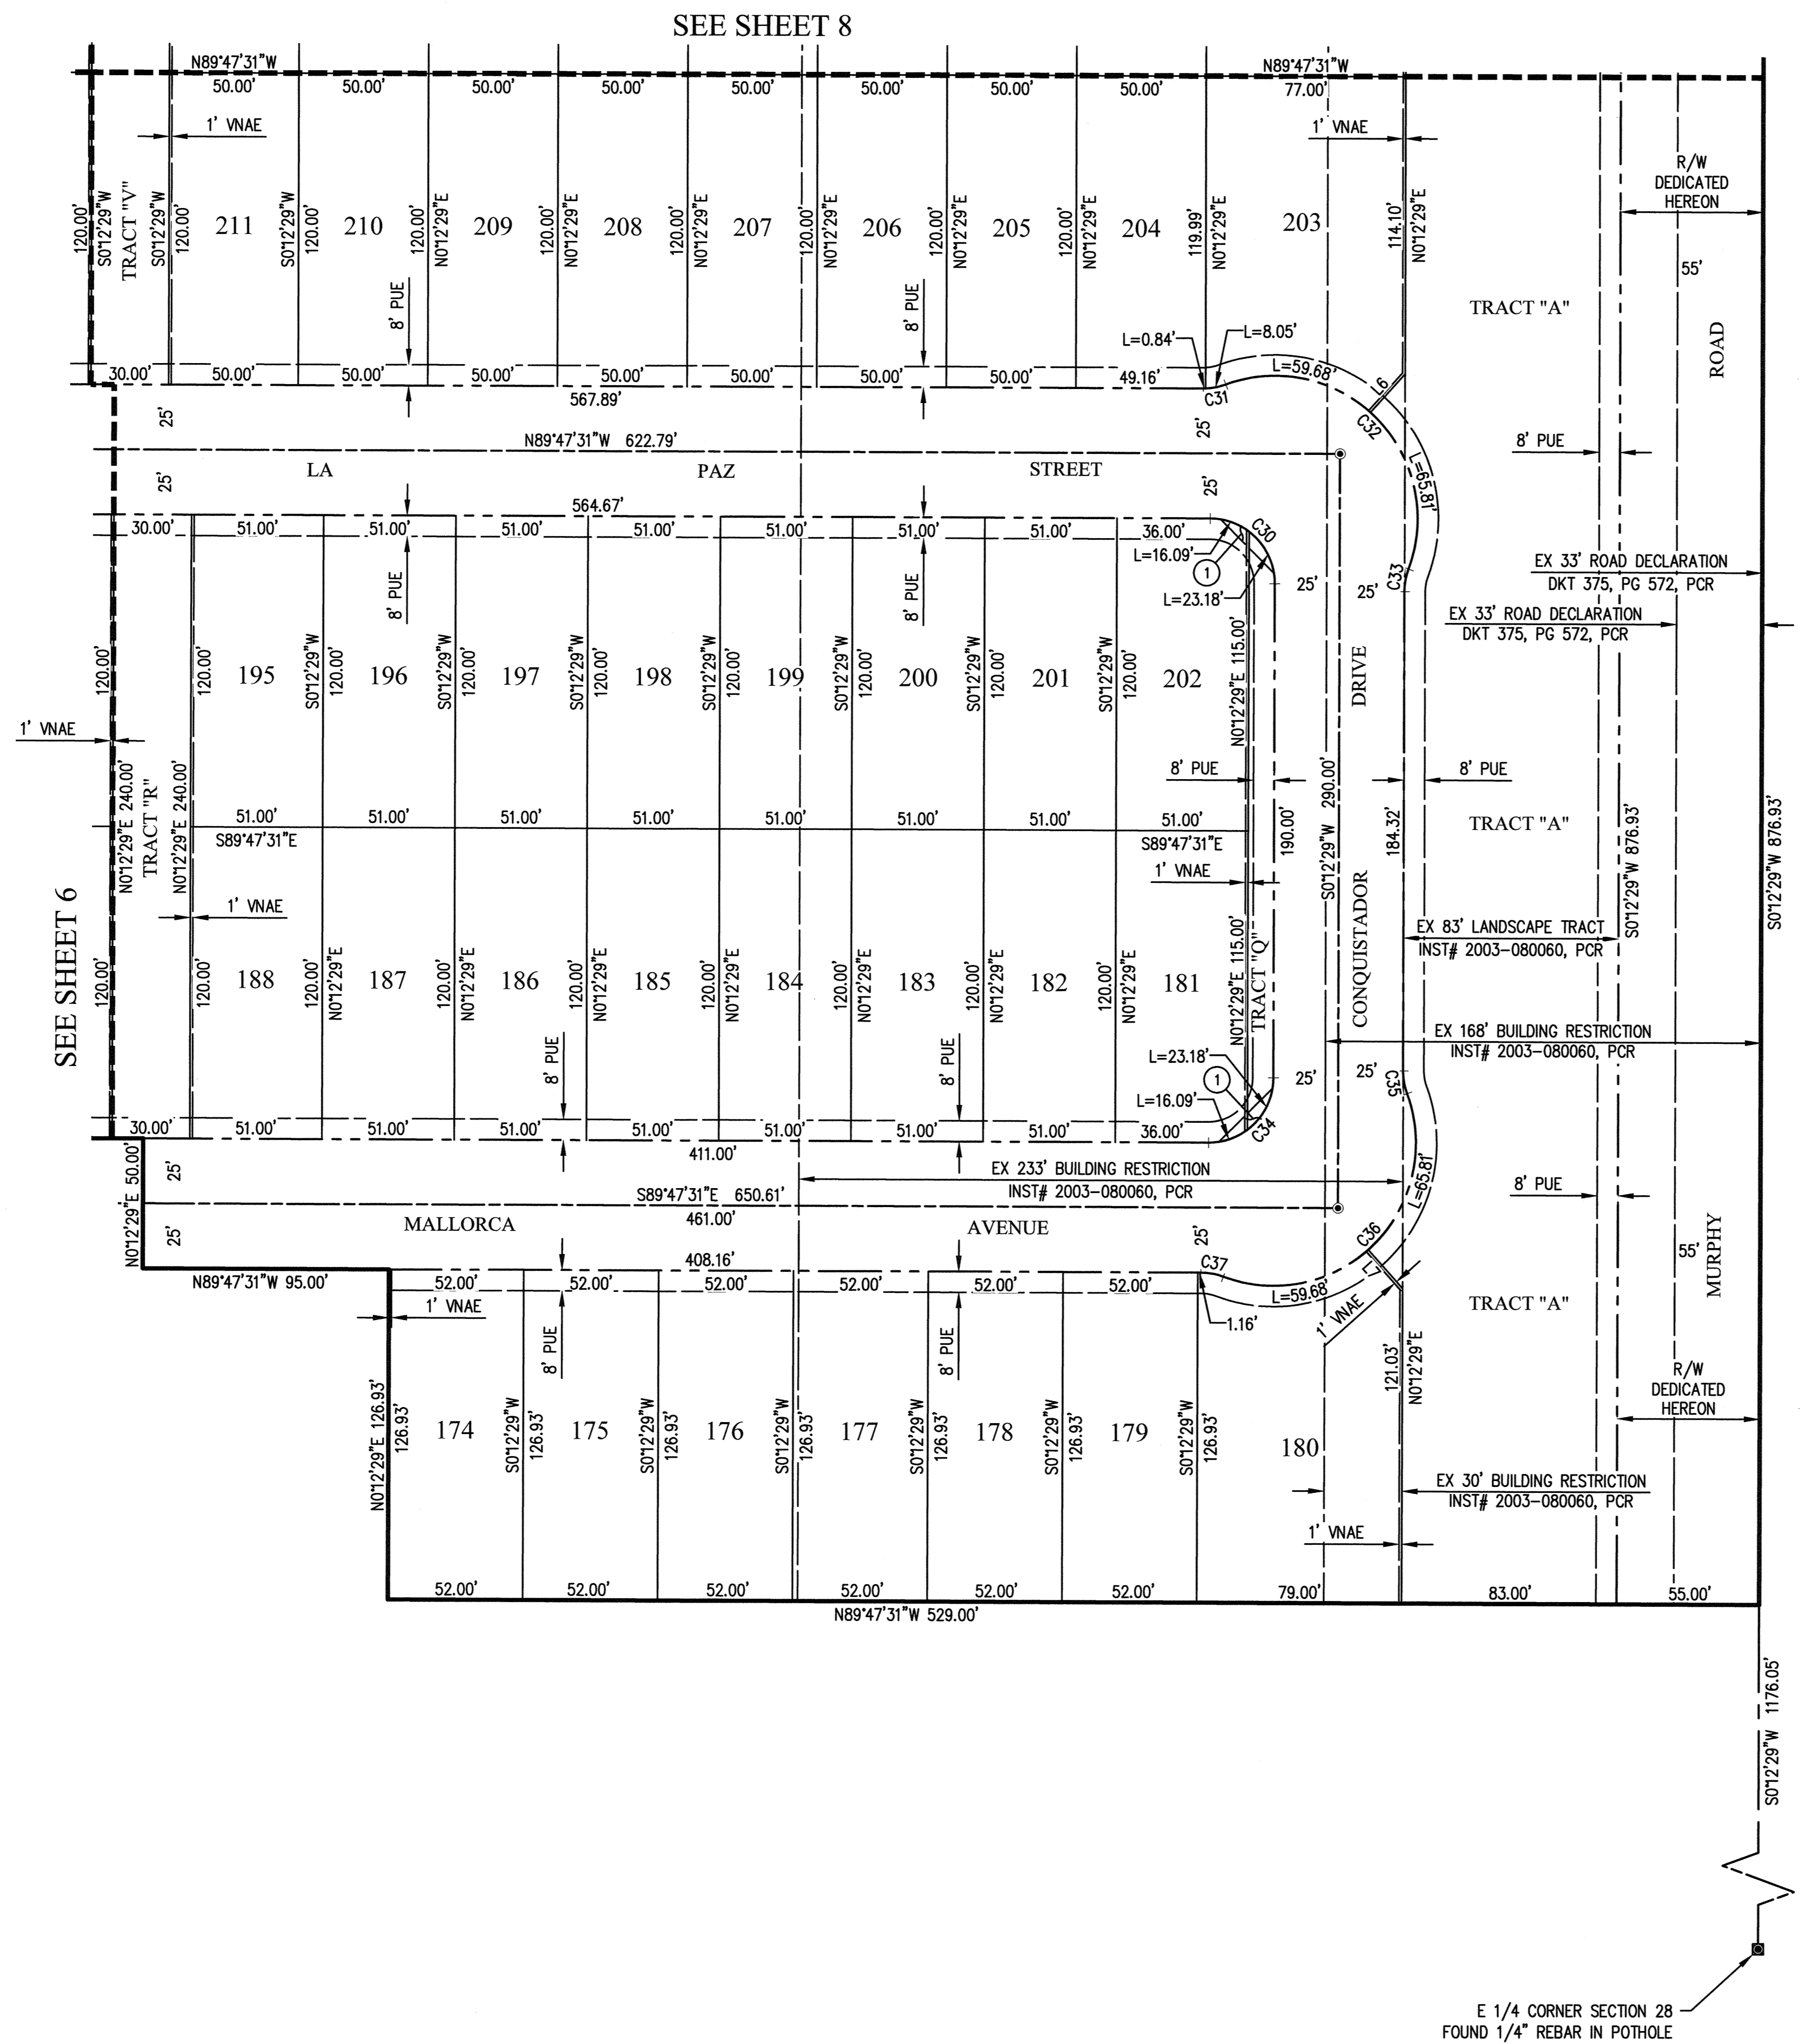 SEE SHEET 8
N89°47'31"W
N89°47'31"W
50.00' 50.00' 50.00' 50.00' 50.00' 50.00' 50.00' 50.00' 77.00'
1' VNAE
1' VNAE
R/W
DEDICATED
HEREON
120.00'
S0°12'29"W
TRACT "V"
S0°12'29"W
120.00'
211
S0°12'29"W
120.00'
210
120.00'
N0°12'29"E
209
120.00'
N0°12'29"E
208
120.00'
N0°12'29"E
207
120.00'
N0°12'29"E
206
120.00'
N0°12'29"E
205
120.00'
N0°12'29"E
204
119.99'
N0°12'29"E
203
114.10'
N0°12'29"E
55'
TRACT "A"
ROAD
8' PUE
8' PUE
L=0.84'
L=8.05'
L=59.68'
L6
30.00' 50.00' 50.00' 50.00' 50.00' 50.00' 50.00' 50.00' 49.16'
C31
C32
567.89'
25'
25'
N89°47'31"W 622.79'
8' PUE
LA PAZ STREET
25'
25'
L=65.81'
564.67'
30.00' 51.00' 51.00' 51.00' 51.00' 51.00' 51.00' 51.00' 36.00'
C30
L=16.09'
1
L=23.18'
25'
25'
C33
EX 33' ROAD DECLARATION
DKT 375, PG 572, PCR
EX 33' ROAD DECLARATION
DKT 375, PG 572, PCR
8' PUE
8' PUE
120.00'
120.00'
195
S0°12'29"W
120.00'
196
S0°12'29"W
120.00'
197
S0°12'29"W
120.00'
198
S0°12'29"W
120.00'
199
S0°12'29"W
120.00'
200
S0°12'29"W
120.00'
201
S0°12'29"W
120.00'
202
N0°12'29"E 115.00'
DRIVE
1' VNAE
8' PUE
8' PUE
N0°12'29"E 240.00'
TRACT "R"
N0°12'29"E 240.00'
51.00' 51.00' 51.00' 51.00' 51.00' 51.00' 51.00' 51.00'
S89°47'31"E
S89°47'31"E
190.00'
S0°12'29"W 290.00'
184.32'
TRACT "A"
S0°12'29"W 876.93'
S0°12'29"W 876.93'
1' VNAE
1' VNAE
SEE SHEET 6
EX 83' LANDSCAPE TRACT
INST# 2003-080060, PCR
CONQUISTADOR
120.00'
120.00'
188
120.00'
N0°12'29"E
187
120.00'
N0°12'29"E
186
120.00'
N0°12'29"E
185
120.00'
N0°12'29"E
184
120.00'
N0°12'29"E
183
120.00'
N0°12'29"E
182
120.00'
N0°12'29"E
181
N0°12'29"E 115.00'
TRACT "Q"
EX 168' BUILDING RESTRICTION
INST# 2003-080060, PCR
8' PUE
8' PUE
L=23.18'
1
L=16.09'
25'
25'
C35
30.00' 51.00' 51.00' 51.00' 51.00' 51.00' 51.00' 51.00' 36.00'
C34
411.00'
N0°12'29"E 50.00'
25'
EX 233' BUILDING RESTRICTION
INST# 2003-080060, PCR
L=65.81'
8' PUE
S89°47'31"E 650.61'
461.00'
MALLORCA AVENUE
25'
25'
C36
L7
55'
MURPHY
408.16'
C37
N89°47'31"W 95.00'
52.00' 52.00' 52.00' 52.00' 52.00' 52.00'
L=59.68'
1.16'
1' VNAE
1' VNAE
TRACT "A"
8' PUE
8' PUE
R/W
DEDICATED
HEREON
N0°12'29"E 126.93'
126.93'
174
S0°12'29"W
126.93'
175
S0°12'29"W
126.93'
176
S0°12'29"W
126.93'
177
S0°12'29"W
126.93'
178
S0°12'29"W
126.93'
179
S0°12'29"W
126.93'
180
121.03'
N0°12'29"E
EX 30' BUILDING RESTRICTION
INST# 2003-080060, PCR
1' VNAE
52.00' 52.00' 52.00' 52.00' 52.00' 52.00' 79.00' 83.00' 55.00'
N89°47'31"W 529.00'
S0°12'29"W 1176.05'
E 1/4 CORNER SECTION 28
FOUND 1/4" REBAR IN POTHOLE